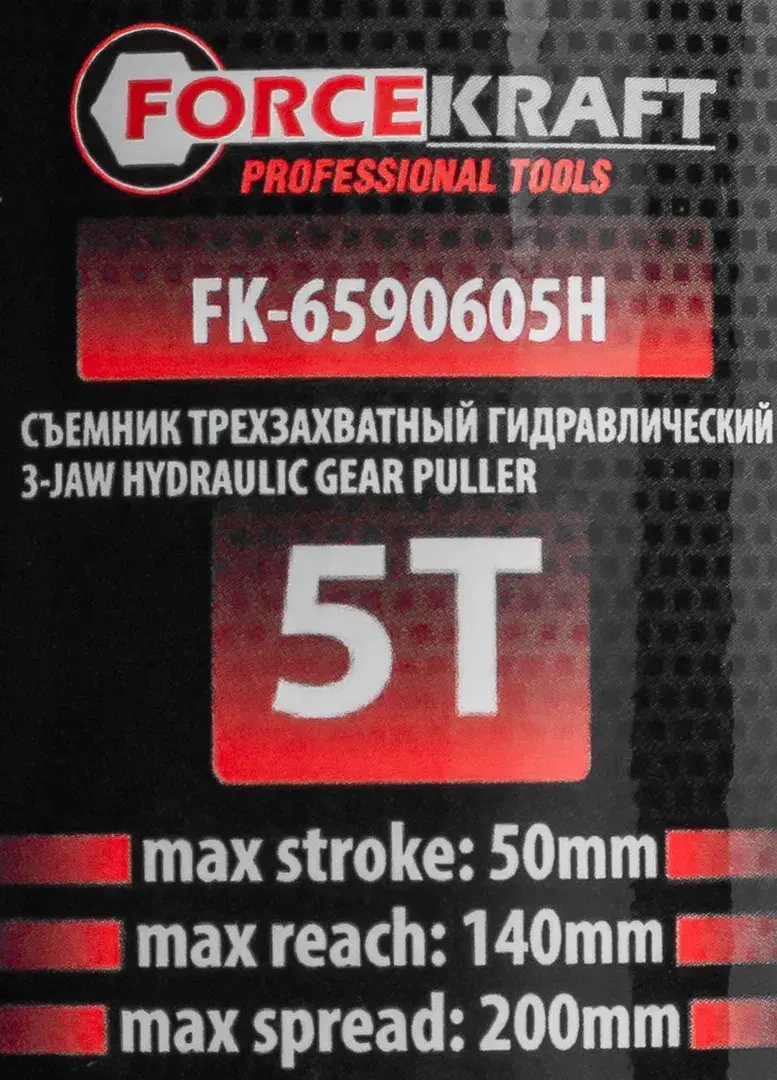 FORCEKRAFT
PROFESSIONAL TOOLS
FK-6590605H
СЪЕМНИК ТРЕХЗАХВАТНЫЙ ГИДРАВЛИЧЕСКИЙ
3-JAW HYDRAULIC GEAR PULLER
5T
max stroke: 50mm
max reach: 140mm
max spread: 200mm